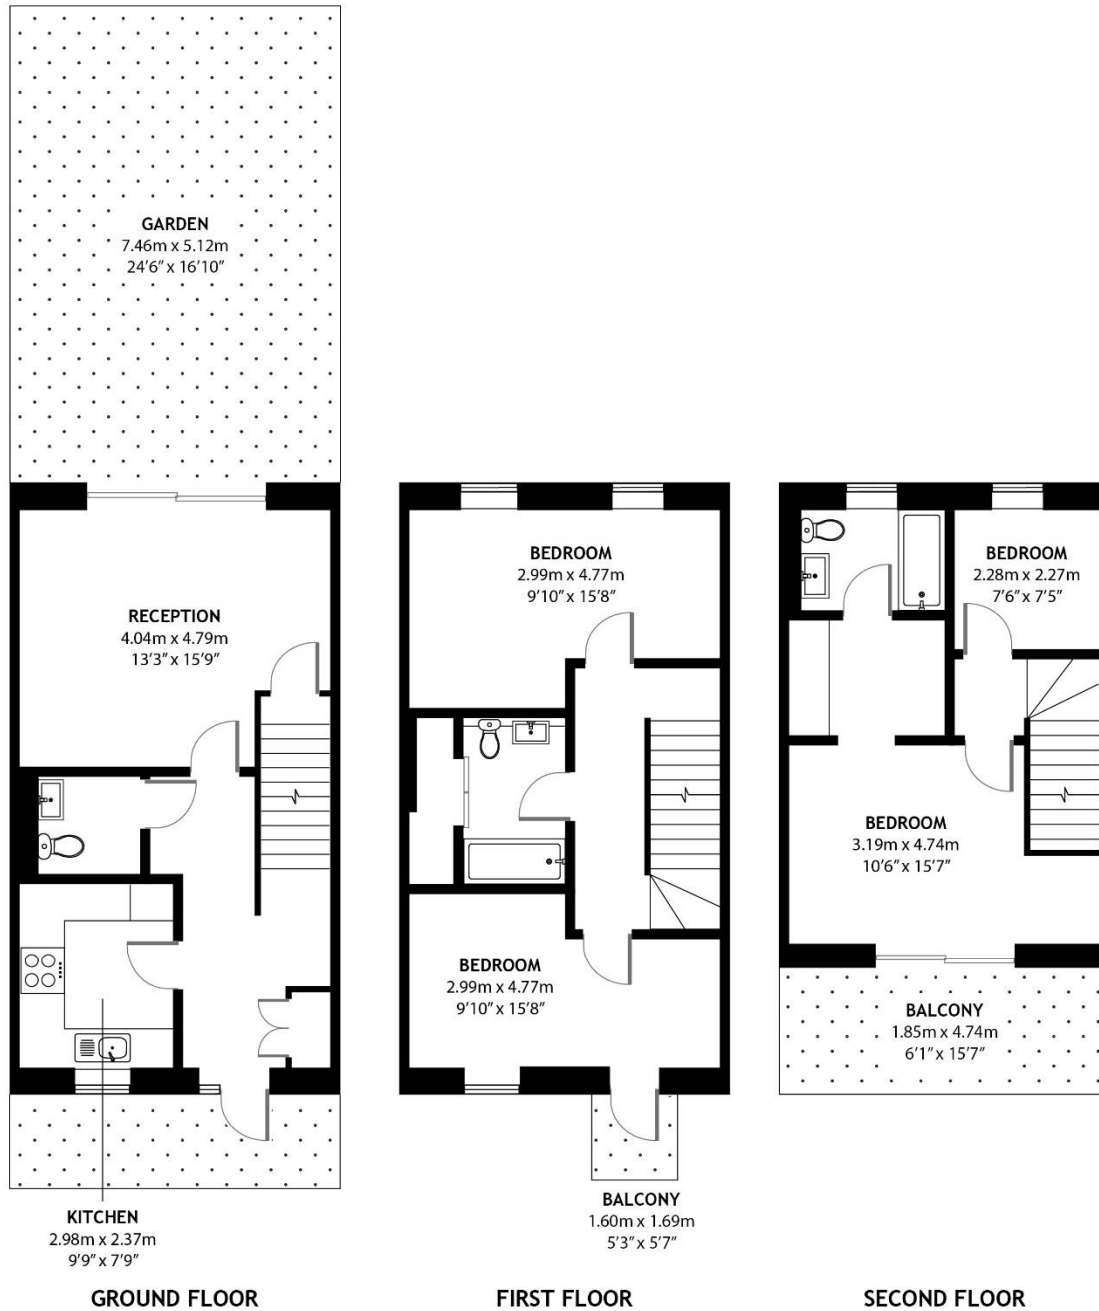 GARDEN
7.46m x 5.12m
24'6" x 16'10"
RECEPTION
4.04m x 4.79m
13'3" x 15'9"
KITCHEN
2.98m x 2.37m
9'9" x 7'9"
GROUND FLOOR
BEDROOM
2.99m x 4.77m
9'10" x 15'8"
BEDROOM
2.99m x 4.77m
9'10" x 15'8"
BALCONY
1.60m x 1.69m
5'3" x 5'7"
FIRST FLOOR
BEDROOM
2.28m x 2.27m
7'6" x 7'5"
BEDROOM
3.19m x 4.74m
10'6" x 15'7"
BALCONY
1.85m x 4.74m
6'1" x 15'7"
SECOND FLOOR